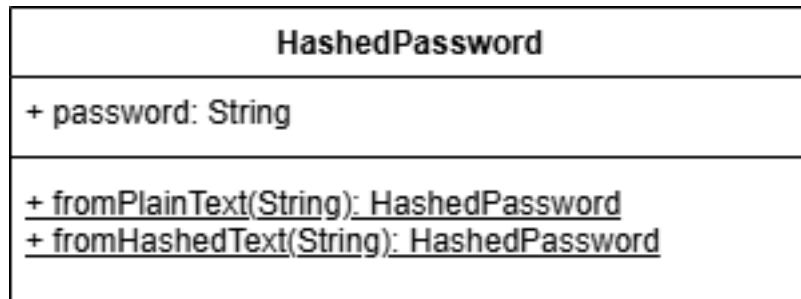 HashedPassword
+ password: String
+ fromPlainText(String): HashedPassword
+ fromHashedText(String): HashedPassword